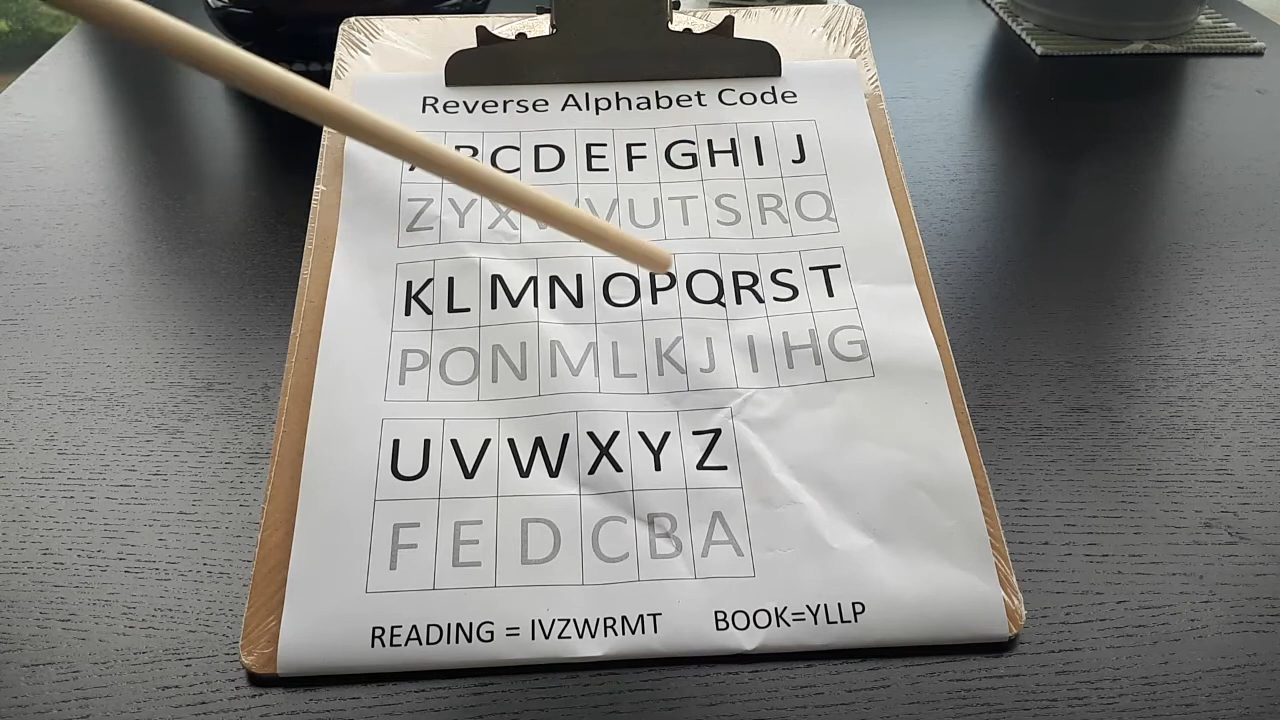 Reverse Alphabet Code
A B C D E F G H I J
Z Y X W V U T S R Q
K L M N O P Q R S T
P O N M L K J I H G
U V W X Y Z
F E D C B A
READING = IVZWRMT BOOK=YLLP